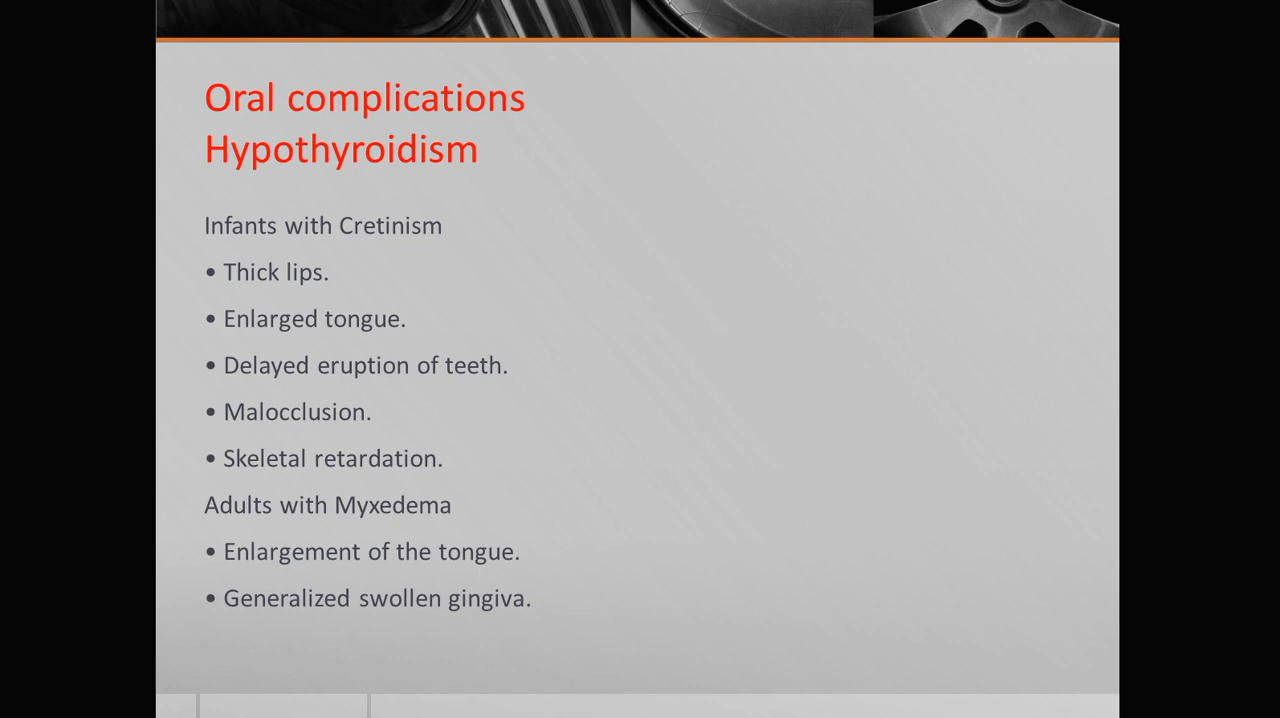 Oral complications
Hypothyroidism
Infants with Cretinism
• Thick lips.
• Enlarged tongue.
• Delayed eruption of teeth.
• Malocclusion.
• Skeletal retardation.
Adults with Myxedema
• Enlargement of the tongue.
• Generalized swollen gingiva.